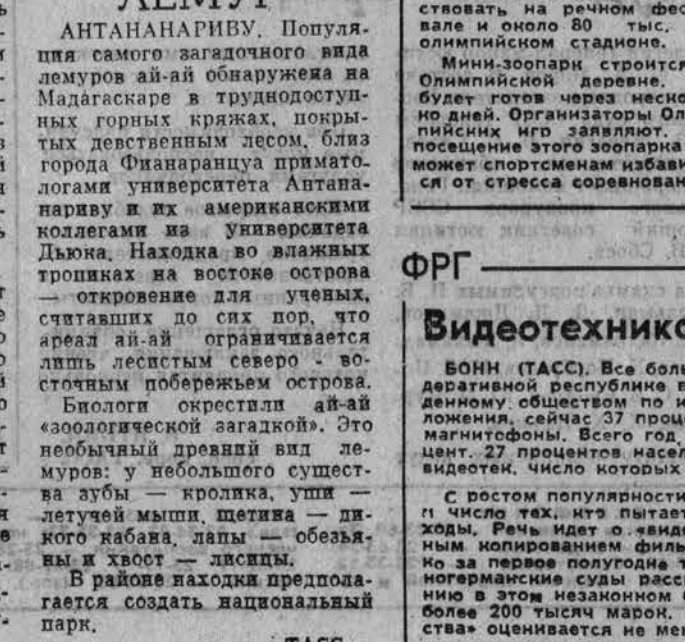 ЛЕМУР
АНТАНАНАРИВУ. Популя-
ция самого загадочного вида
лемуров ай-ай обнаружена на
Мадагаскаре в труднодоступ-
ных горных кряжах, покры-
тых девственным лесом, близ
города Фианаранцуа примато-
логами университета Антана-
нариву и их американскими
коллегами из университета
Дьюка. Находка во влажных
тропиках на востоке острова
— откровение для ученых,
считавших до сих пор, что
ареал ай-ай ограничивается
лишь лесистым северо - во-
сточным побережьем острова.
Биологи окрестили ай-ай
«зоологической загадкой». Это
необычный древний вид ле-
муров: у небольшого сущест-
ва зубы — кролика, уши —
летучей мыши, щетина — ди-
кого кабана, лапы — обезья-
ны и хвост — лисицы.
В районе находки предпола-
гается создать национальный
парк.
ТАСС
ствовать на речном фес
вале и около 80 тыс.
олимпийском стадионе.
Мини-зоопарк строится
Олимпийской деревне.
будет готов через неско
ко дней. Организаторы Ол
пийских игр заявляют,
посещение этого зоопарка
может спортсменам избави
ся от стресса соревнован
ФРГ
Видеотехнико
БОНН (ТАСС). Все боль
деративной республике в
денному обществом по и
ложения, сейчас 37 проц
магнитофоны. Всего год
цент. 27 процентов насел
видеотек, число которых
С ростом популярности
и число тех, кто пытает
ходы. Речь идет о «виде
ным копированием филь
ко за первое полугодие т
ногерманские суды расс
нию в этом незаконном
более 200 тысяч марок.
ства» оценивается не мен